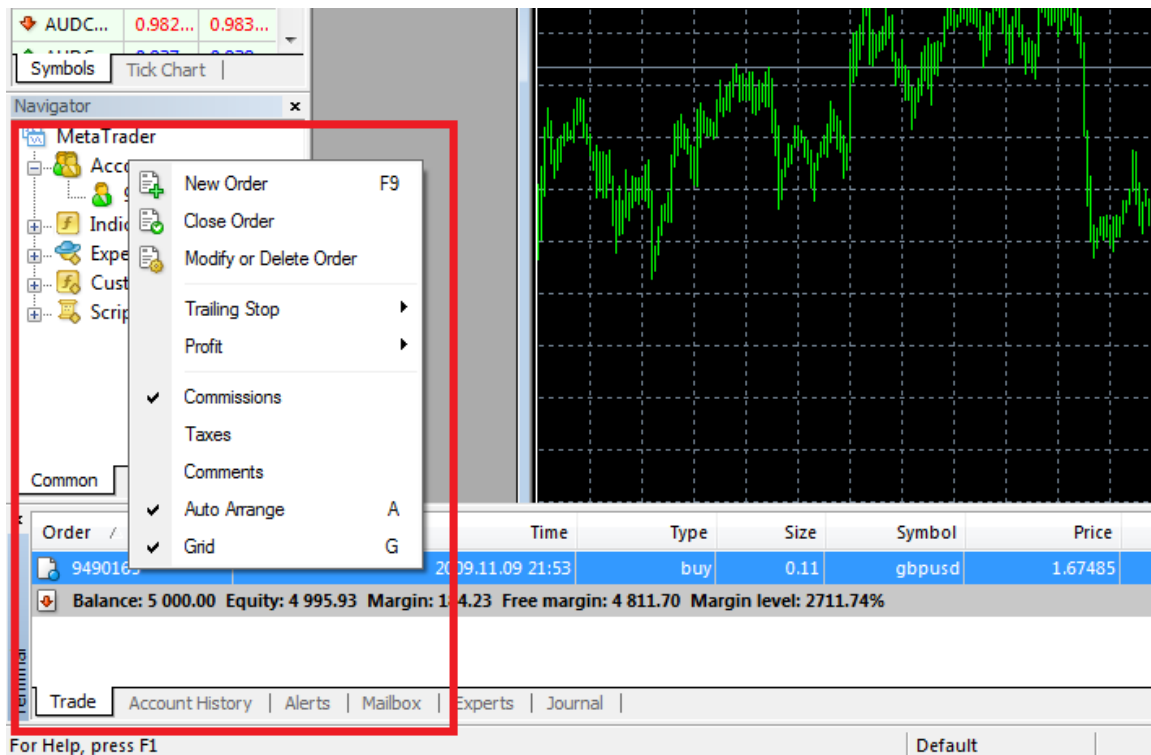 AUDC... 0.982... 0.983...
Symbols Tick Chart
Navigator
MetaTrader
New Order F9
Close Order
Modify or Delete Order
Trailing Stop
Profit
Commissions
Taxes
Comments
Auto Arrange A
Grid G
Common
Order Time Type Size Symbol Price
2009.11.09 21:53 buy 0.11 gbpusd 1.67485
Balance: 5 000.00 Equity: 4 995.93 Margin: 184.23 Free margin: 4 811.70 Margin level: 2711.74%
Trade Account History Alerts Mailbox Experts Journal
For Help, press F1 Default